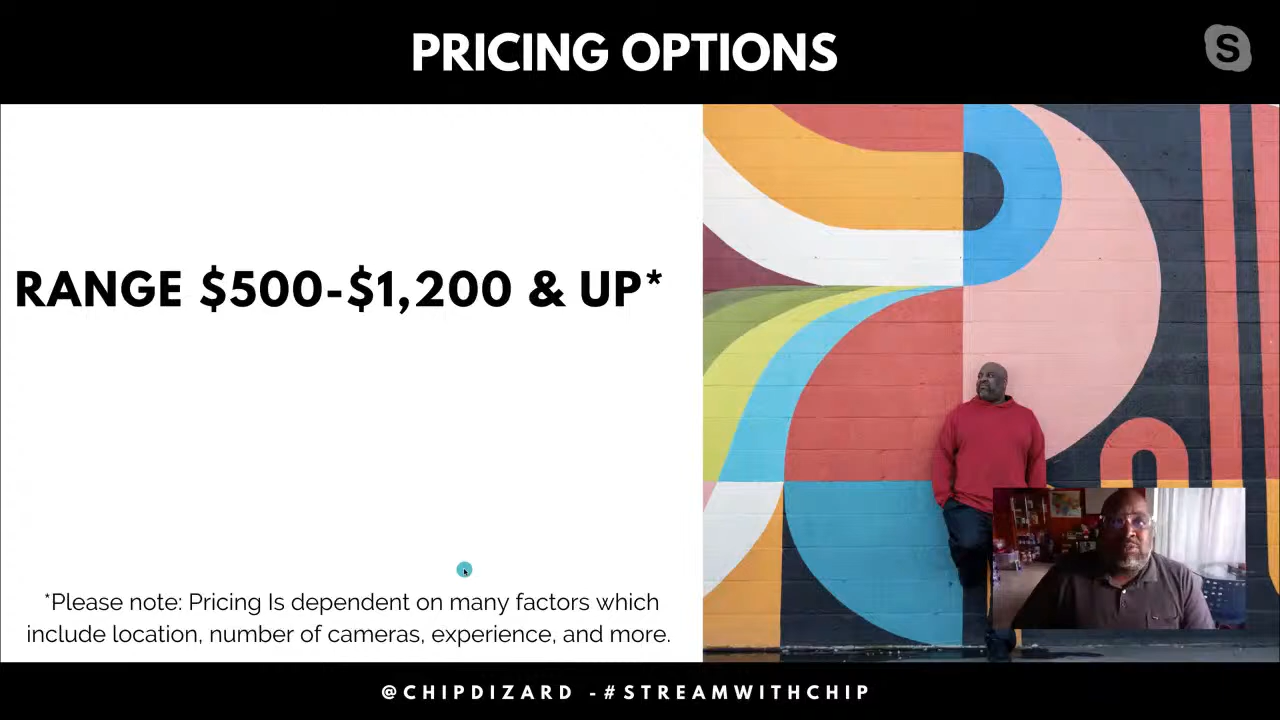 PRICING OPTIONS
S
RANGE $500-$1,200 & UP*
*Please note: Pricing Is dependent on many factors which
include location, number of cameras, experience, and more.
@CHIPDIZARD -#STREAMWITHCHIP